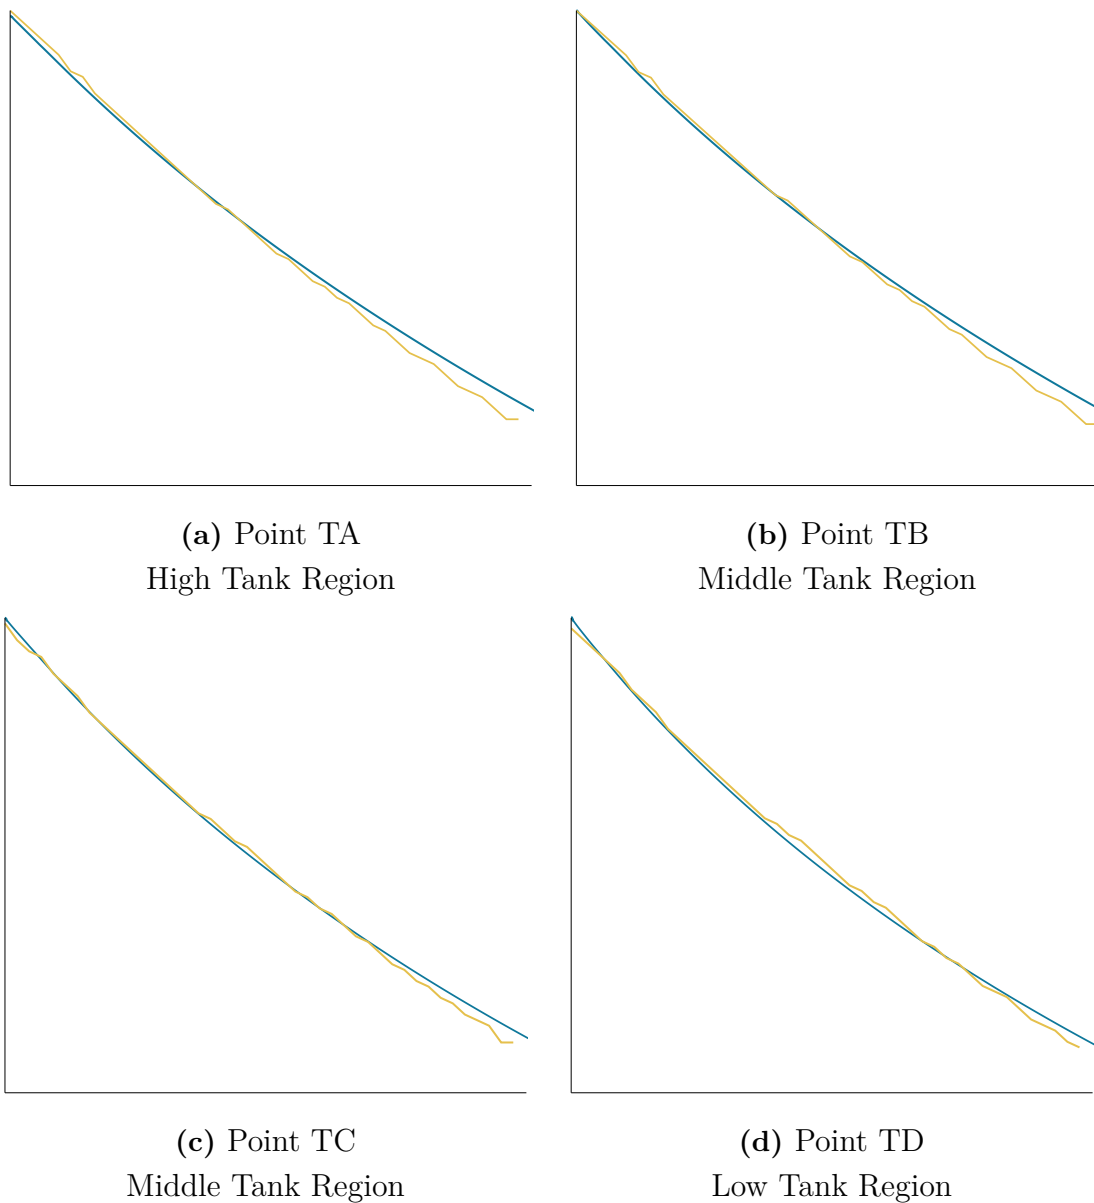 (a) Point TA
High Tank Region
(b) Point TB
Middle Tank Region
(c) Point TC
Middle Tank Region
(d) Point TD
Low Tank Region